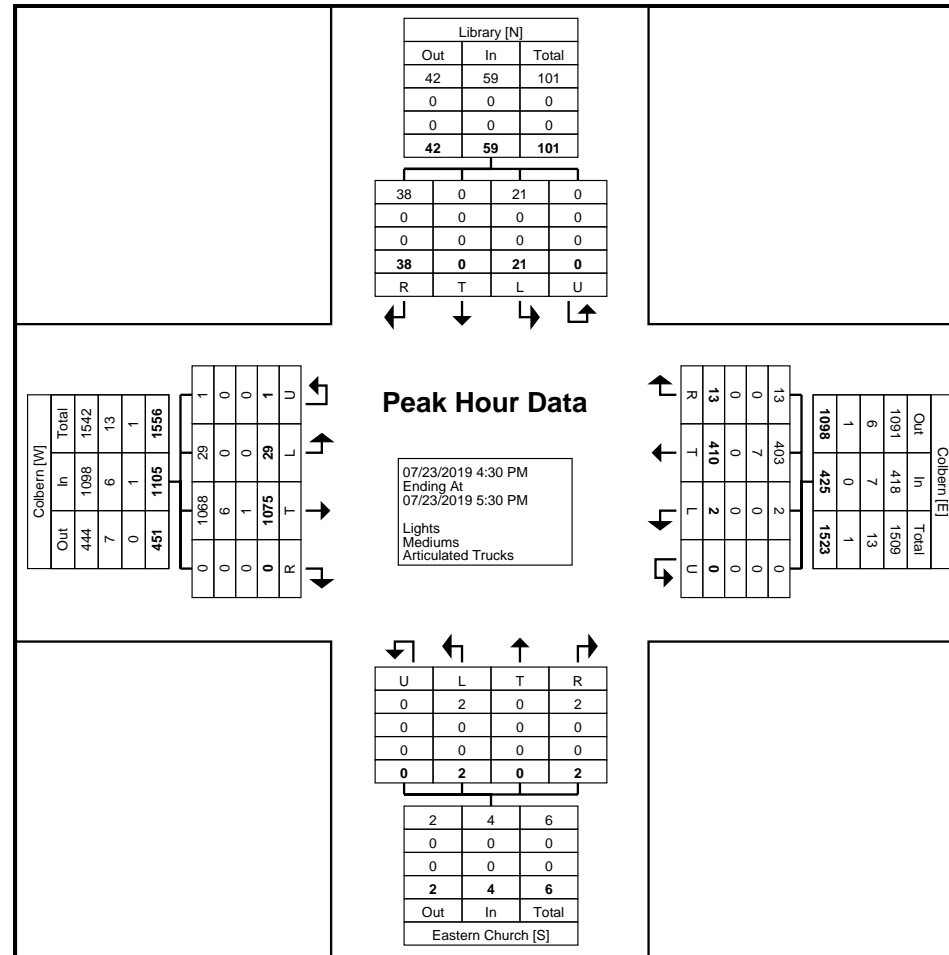 Library [N]
Out In Total
42 59 101
0 0 0
0 0 0
42 59 101
38 0 21 0
0 0 0 0
0 0 0 0
38 0 21 0
R T L U
Colbern [W]
Total In Out
1542 1098 444
13 6 7
1 1 0
1556 1105 451
1 29 1068 0
0 0 6 0
0 0 1 0
1 29 1075 0
U L T R
Peak Hour Data
07/23/2019 4:30 PM
Ending At
07/23/2019 5:30 PM
Lights
Mediums
Articulated Trucks
Colbern [E]
Out In Total
1091 418 1509
6 7 13
1 0 1
1098 425 1523
13 403 2 0
0 7 0 0
0 0 0 0
13 410 2 0
R T L U
U L T R
0 2 0 2
0 0 0 0
0 0 0 0
0 2 0 2
2 4 6
0 0 0
0 0 0
2 4 6
Out In Total
Eastern Church [S]